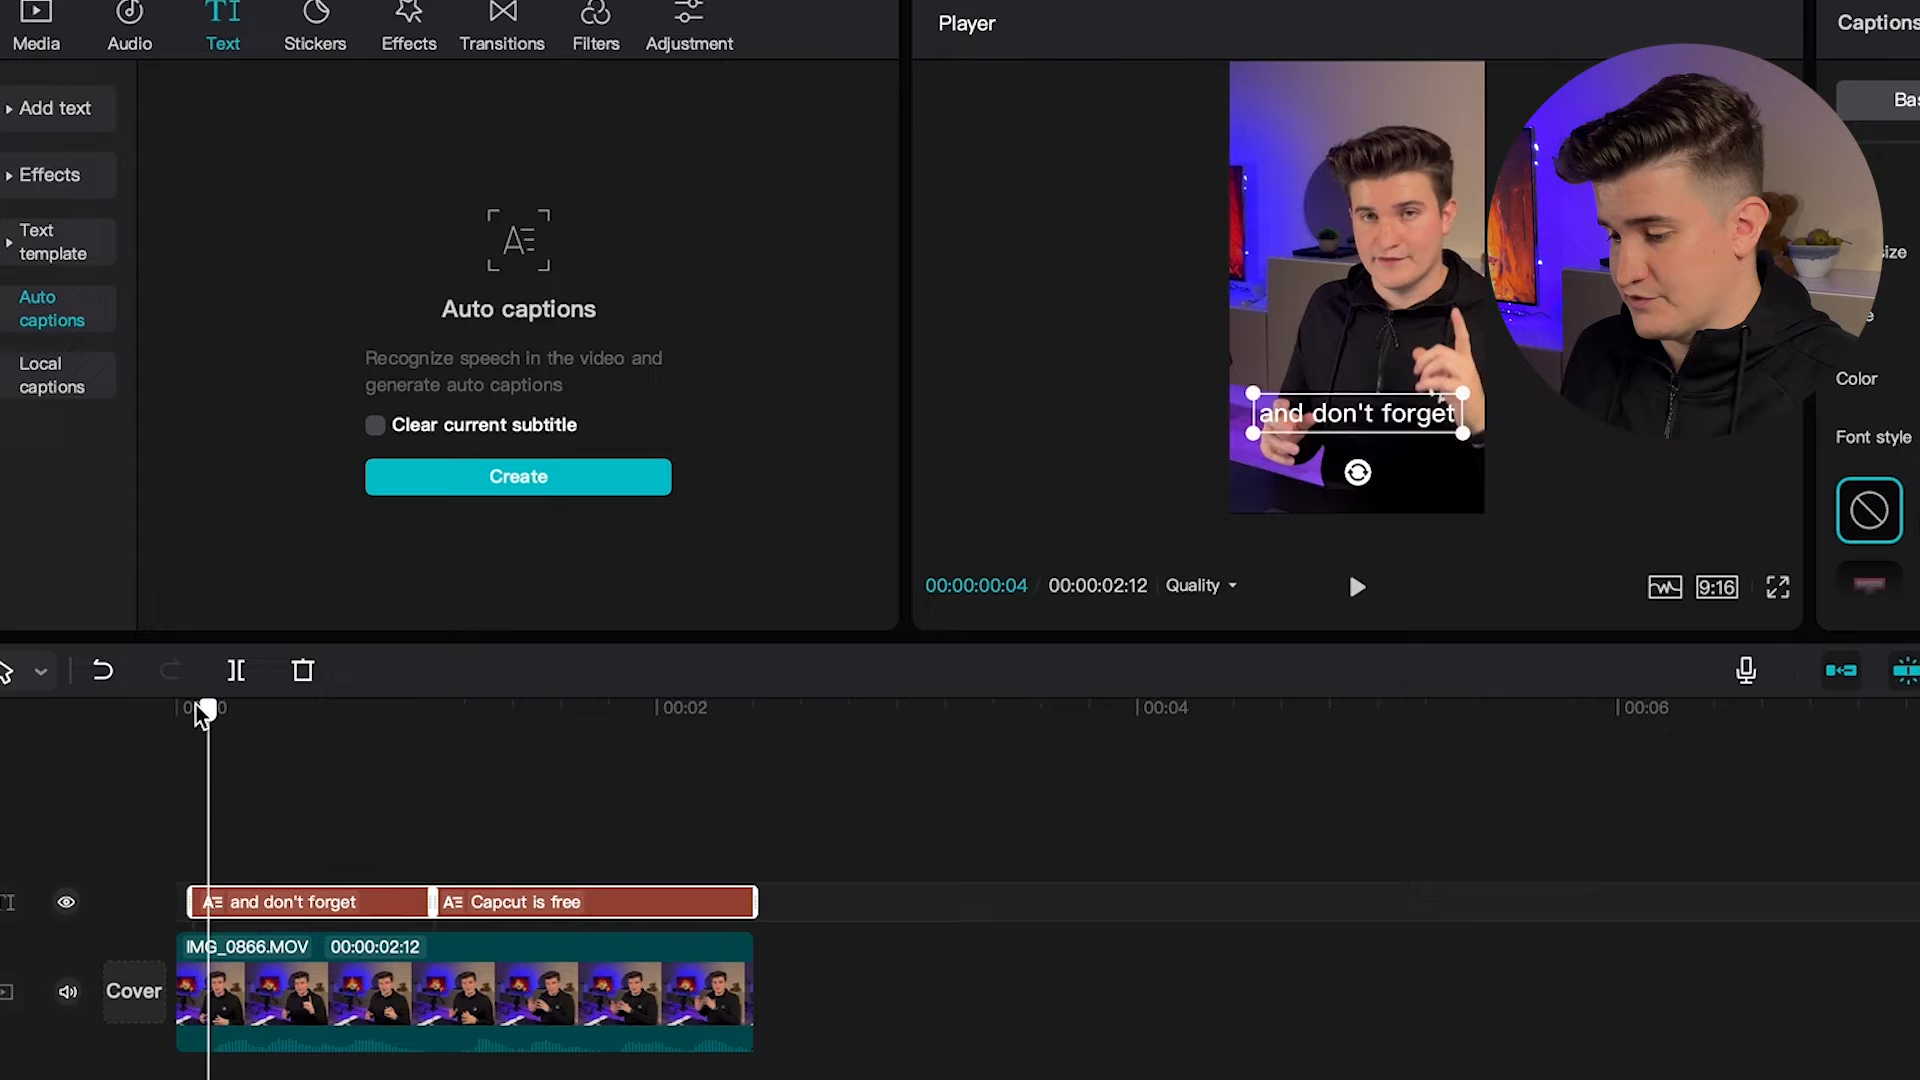 Media
Audio
TI
Text
Stickers
Effects
Transitions
Filters
Adjustment
Player
Captions
Add text
Effects
Text
template
Auto
captions
Local
captions
A
Auto captions
Recognize speech in the video and
generate auto captions
Clear current subtitle
Create
and don't forget
Color
Font style
00:00:00:04 / 00:00:02:12
Quality
9:16
00:02
00:04
00:06
TI
A and don't forget
A Capcut is free
IMG_0866.MOV 00:00:02:12
Cover